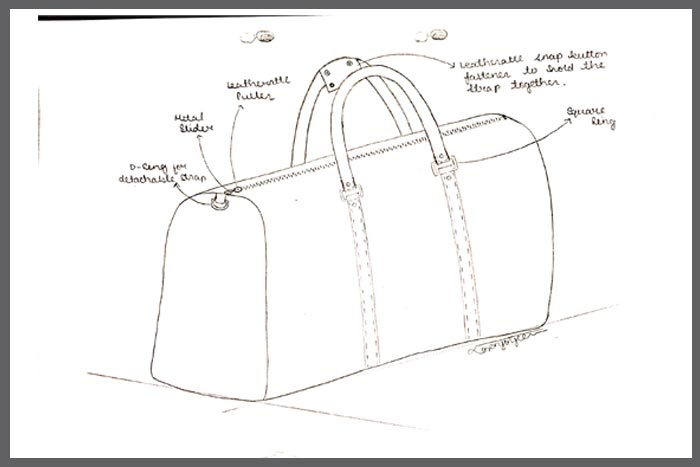 Leatherette snap button
fastener to hold the
strap together.
Leatherette
Puller
Metal
Slider
Square
Ring
D-Ring for
detachable strap